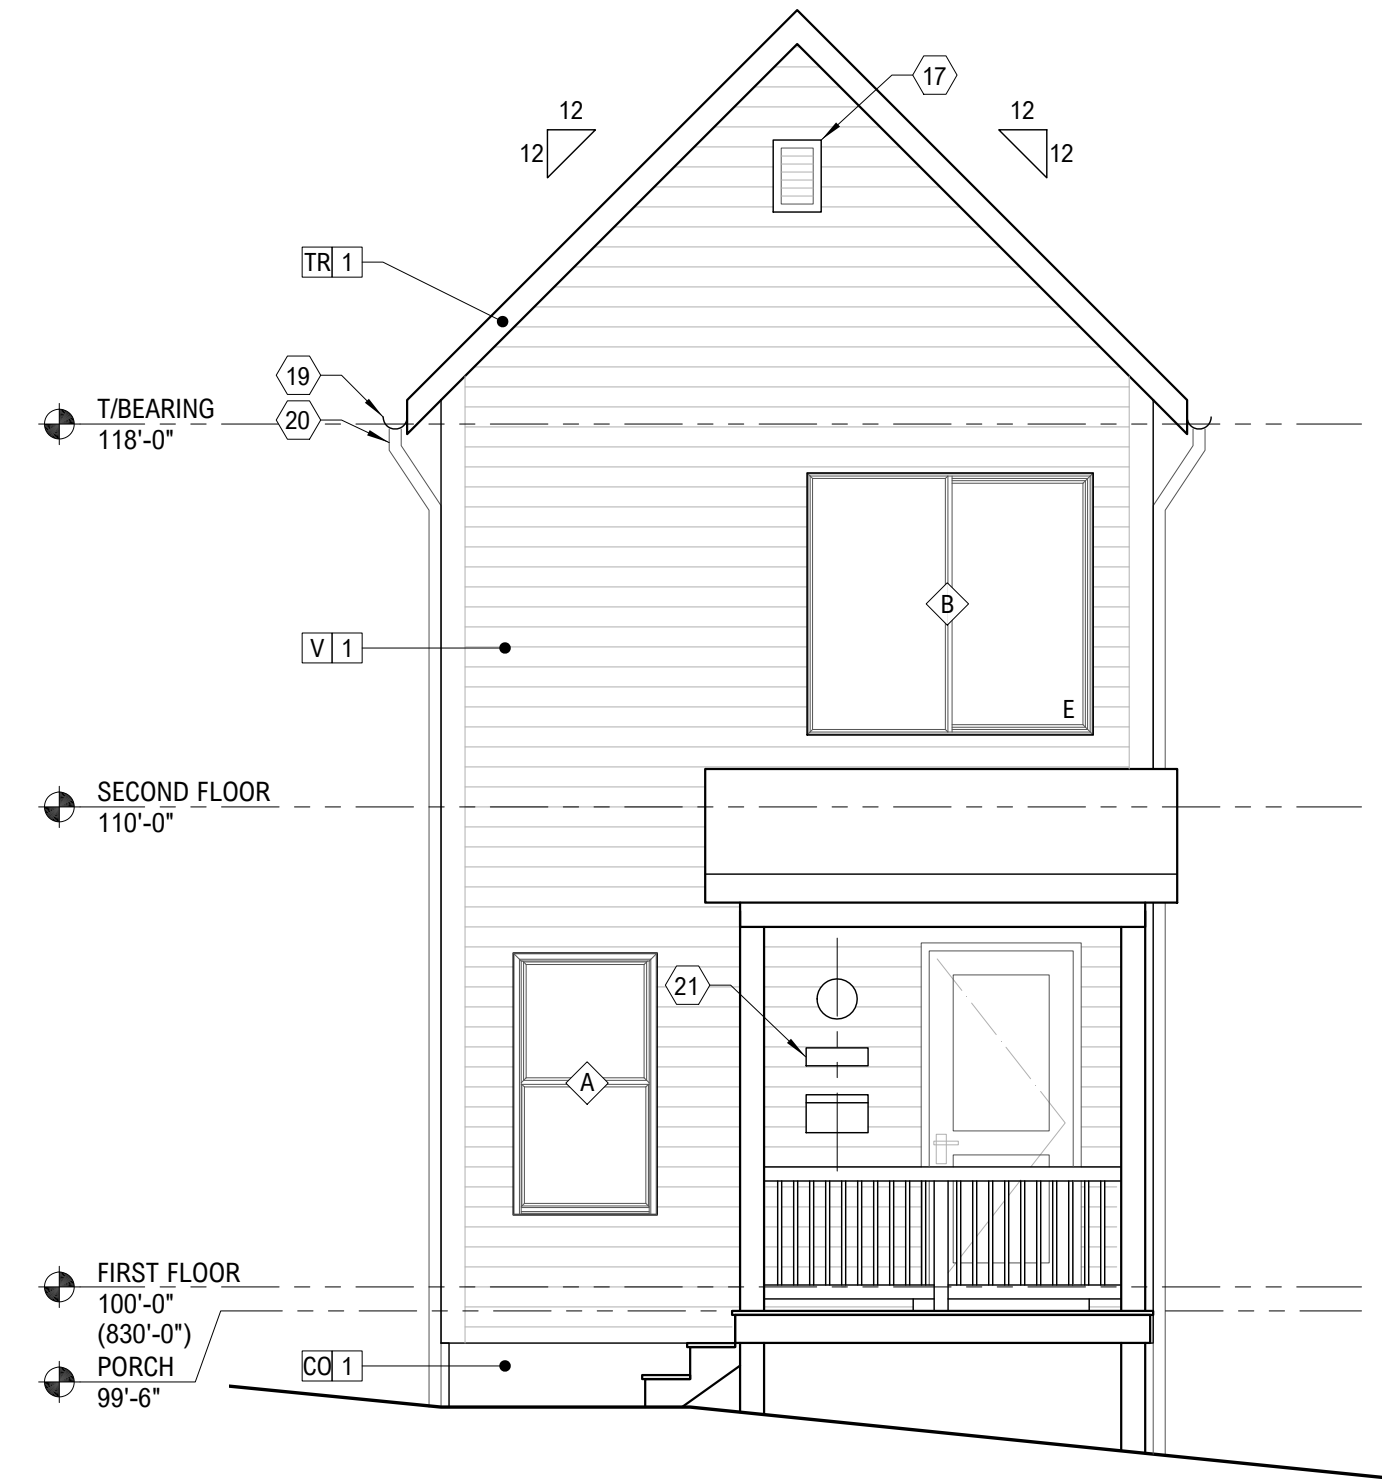 17
12
12
12
12
TR 1
19
T/BEARING
20
118'-0"
B
V 1
E
SECOND FLOOR
110'-0"
21
A
FIRST FLOOR
100'-0"
(830'-0")
PORCH
CO 1
99'-6"